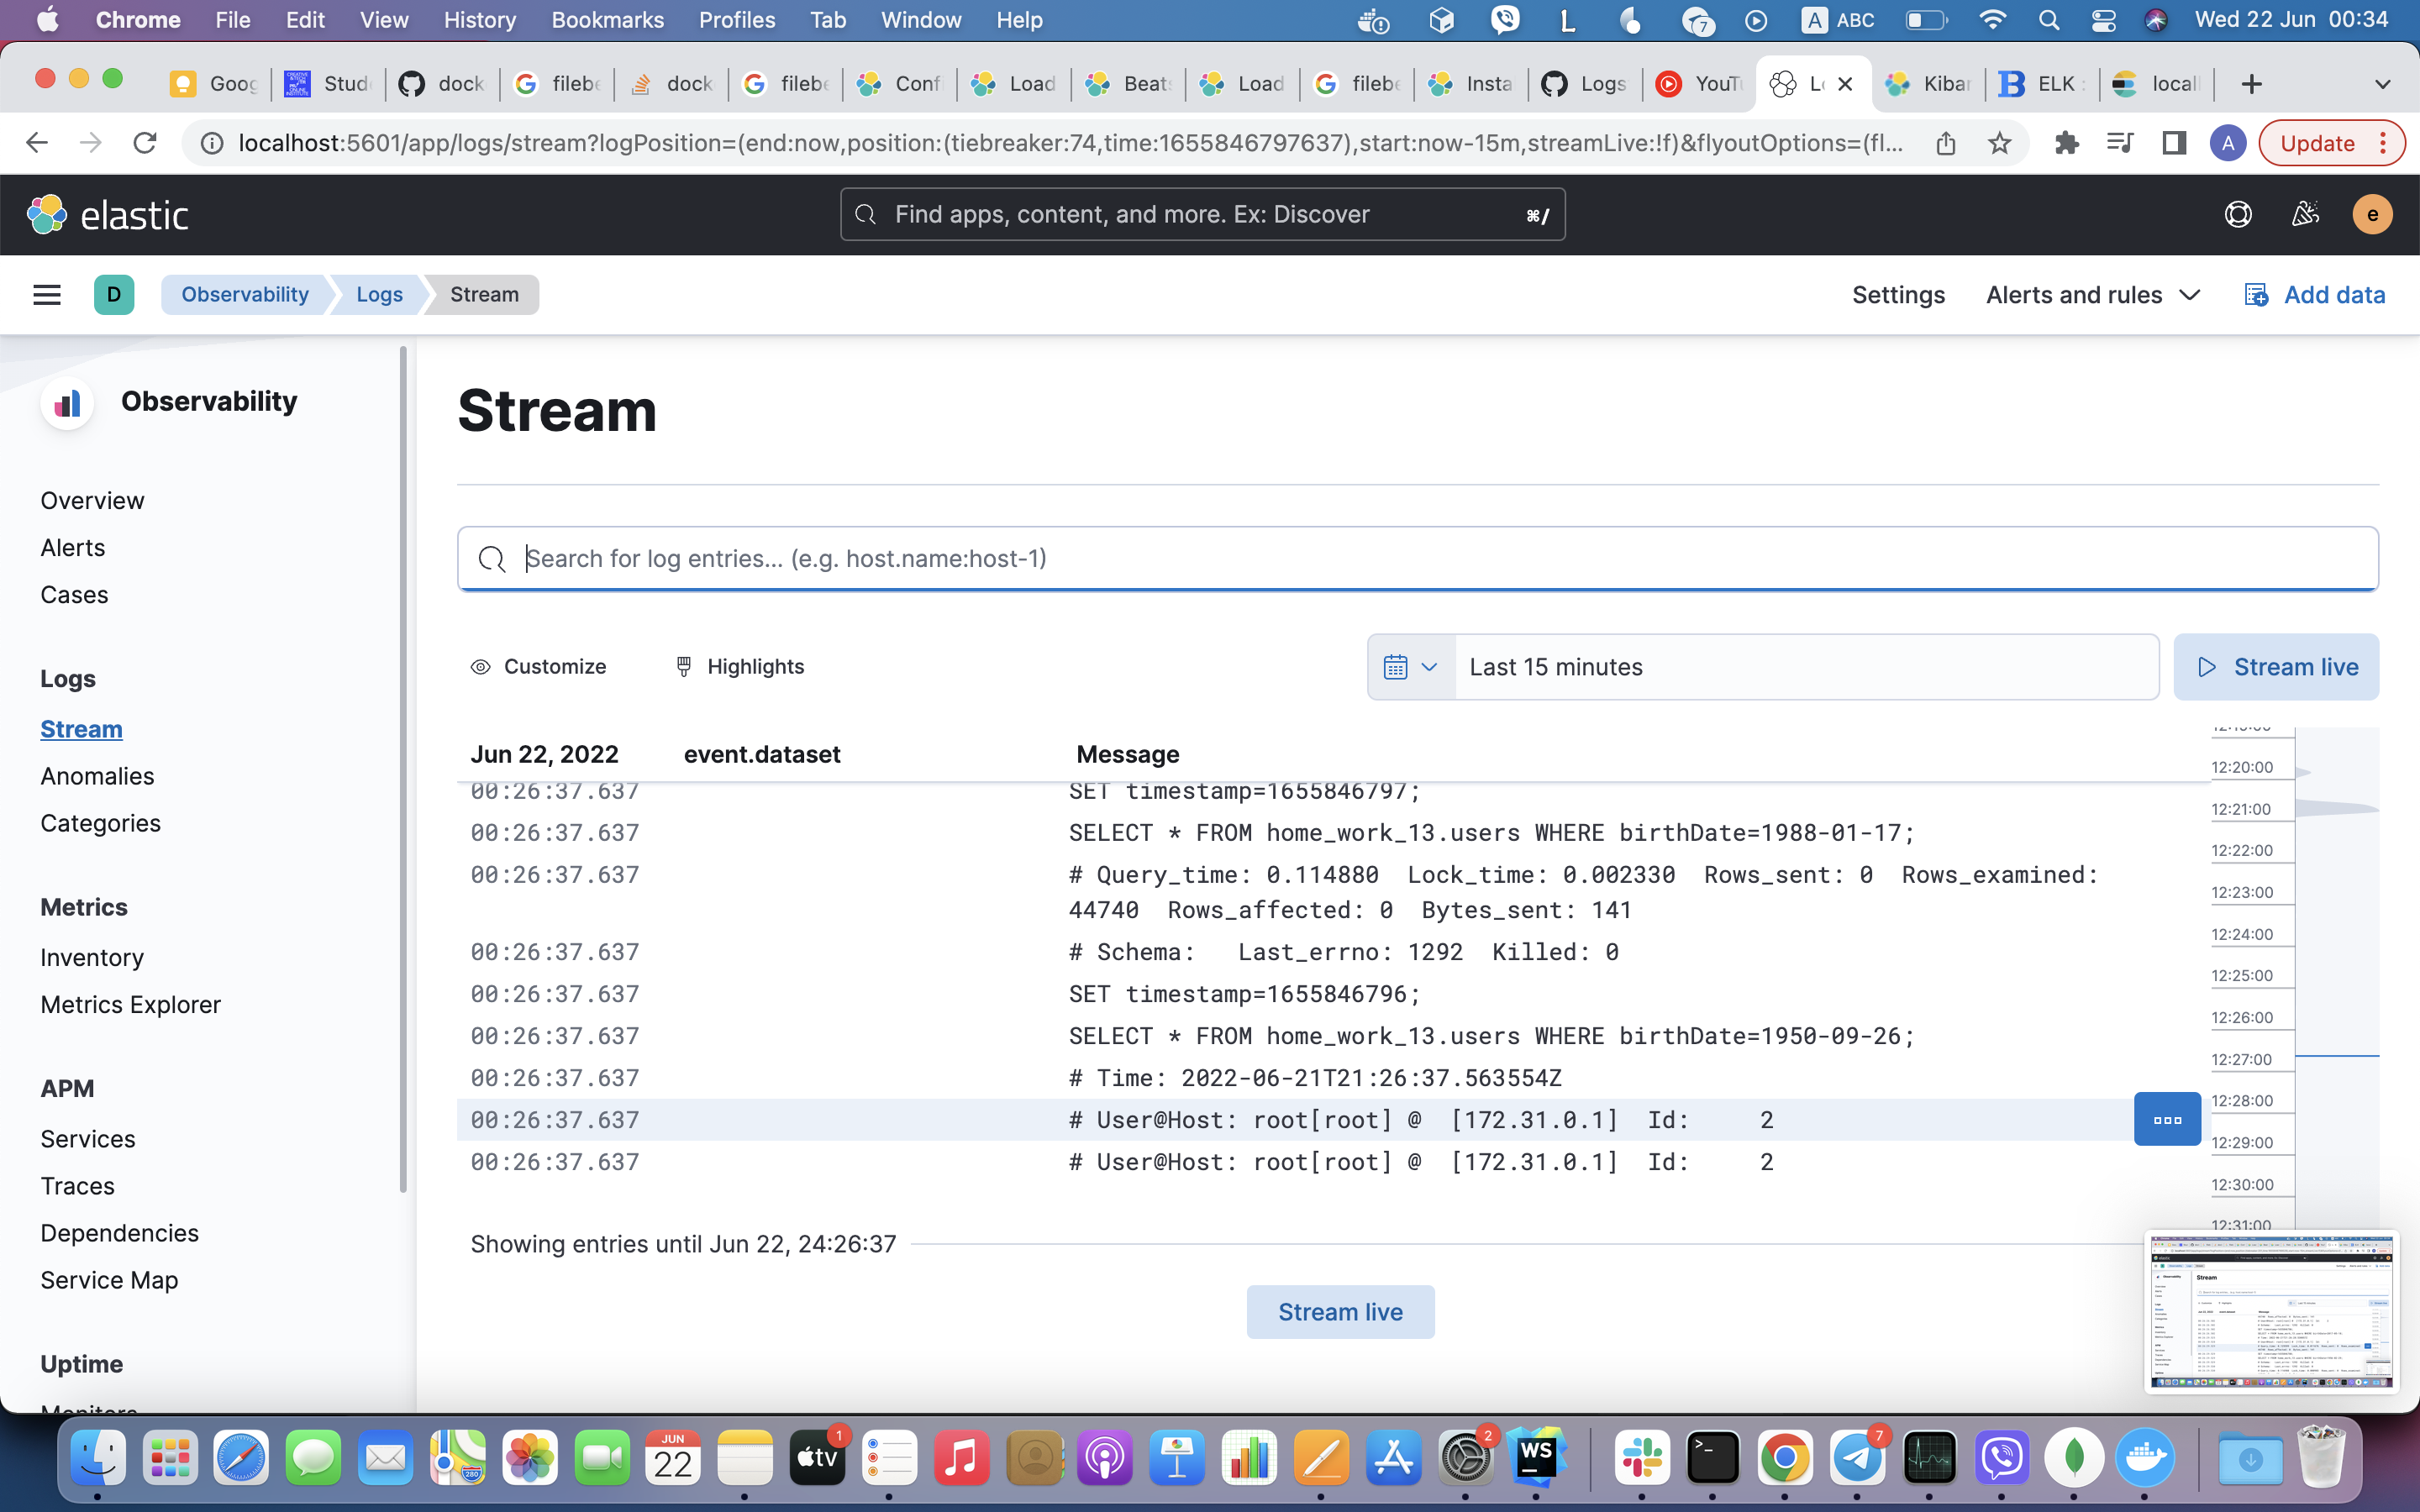 Chrome File Edit View History Bookmarks Profiles Tab Window Help 7 A ABC Wed 22 Jun 00:34
Goog Stud dock fileb dock fileb Conf Load Beat Load fileb Insta Logs YouT L Kibar ELK : local
localhost:5601/app/logs/stream?logPosition=(end:now,position:(tiebreaker:74,time:1655846797637),start:now-15m,streamLive:!f)&flyoutOptions=(fl... A Update
elastic Find apps, content, and more. Ex: Discover ⌘/ e
D Observability Logs Stream Settings Alerts and rules Add data
Observability
Overview
Alerts
Cases
Logs
Stream
Anomalies
Categories
Metrics
Inventory
Metrics Explorer
APM
Services
Traces
Dependencies
Service Map
Uptime
Monitors
Stream
Search for log entries... (e.g. host.name:host-1)
Customize Highlights Last 15 minutes Stream live
Jun 22, 2022 event.dataset Message
00:26:37.637 SET timestamp=1655846797;
00:26:37.637 SELECT * FROM home_work_13.users WHERE birthDate=1988-01-17;
00:26:37.637 # Query_time: 0.114880 Lock_time: 0.002330 Rows_sent: 0 Rows_examined:
44740 Rows_affected: 0 Bytes_sent: 141
00:26:37.637 # Schema: Last_errno: 1292 Killed: 0
00:26:37.637 SET timestamp=1655846796;
00:26:37.637 SELECT * FROM home_work_13.users WHERE birthDate=1950-09-26;
00:26:37.637 # Time: 2022-06-21T21:26:37.563554Z
00:26:37.637 # User@Host: root[root] @ [172.31.0.1] Id: 2
00:26:37.637 # User@Host: root[root] @ [172.31.0.1] Id: 2
Showing entries until Jun 22, 24:26:37
Stream live
12:20:00
12:21:00
12:22:00
12:23:00
12:24:00
12:25:00
12:26:00
12:27:00
12:28:00
12:29:00
12:30:00
12:31:00
Stream
JUN
22
280
tv
1
2
WS
7